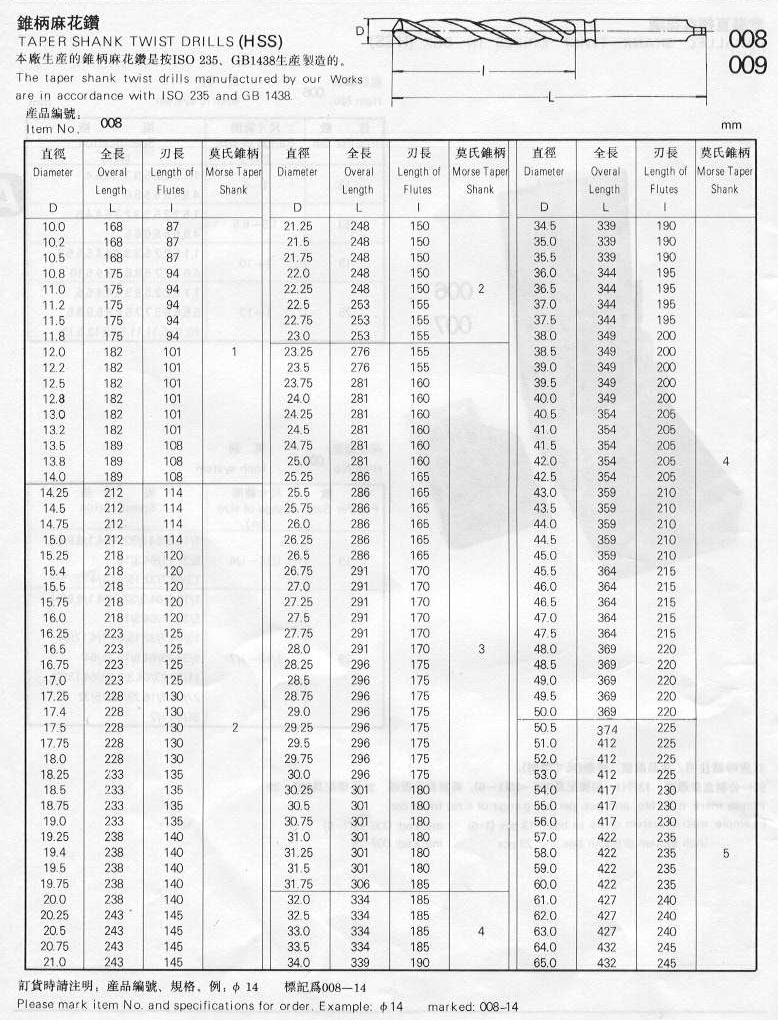 錐柄麻花鑽
TAPER SHANK TWIST DRILLS (HSS)
本廠生産的錐柄麻花鑽是按ISO 235、GB1438生産製造的。
The taper shank twist drills manufactured by our Works
are in accordance with ISO 235 and GB 1438.
D
l
L
008
009
産品編號:
Item No. 008
mm
直徑 全長 刃長 莫氏錐柄 直徑 全長 刃長 莫氏錐柄 直徑 全長 刃長 莫氏錐柄
Diameter Overal Length of Morse Taper Diameter Overal Length of Morse Taper Diameter Overal Length of Morse Taper
Length Flutes Shank Length Flutes Shank Length Flutes Shank
D L l D L l D L l
10.0 168 87 21.25 248 150 34.5 339 190
10.2 168 87 21.5 248 150 35.0 339 190
10.5 168 87 21.75 248 150 35.5 339 190
10.8 175 94 22.0 248 150 36.0 344 195
11.0 175 94 22.25 248 150 2 36.5 344 195
11.2 175 94 22.5 253 155 37.0 344 195
11.5 175 94 22.75 253 155 37.5 344 195
11.8 175 94 23.0 253 155 38.0 349 200
12.0 182 101 1 23.25 276 155 38.5 349 200
12.2 182 101 23.5 276 155 39.0 349 200
12.5 182 101 23.75 281 160 39.5 349 200
12.8 182 101 24.0 281 160 40.0 349 200
13.0 182 101 24.25 281 160 40.5 354 205
13.2 182 101 24.5 281 160 41.0 354 205
13.5 189 108 24.75 281 160 41.5 354 205
13.8 189 108 25.0 281 160 42.0 354 205 4
14.0 189 108 25.25 286 165 42.5 354 205
14.25 212 114 25.5 286 165 43.0 359 210
14.5 212 114 25.75 286 165 43.5 359 210
14.75 212 114 26.0 286 165 44.0 359 210
15.0 212 114 26.25 286 165 44.5 359 210
15.25 218 120 26.5 286 165 45.0 359 210
15.4 218 120 26.75 291 170 45.5 364 215
15.5 218 120 27.0 291 170 46.0 364 215
15.75 218 120 27.25 291 170 46.5 364 215
16.0 218 120 27.5 291 170 47.0 364 215
16.25 223 125 27.75 291 170 47.5 364 215
16.5 223 125 28.0 291 170 3 48.0 369 220
16.75 223 125 28.25 296 175 48.5 369 220
17.0 223 125 28.5 296 175 49.0 369 220
17.25 228 130 28.75 296 175 49.5 369 220
17.4 228 130 29.0 296 175 50.0 369 220
17.5 228 130 2 29.25 296 175 50.5 374 225
17.75 228 130 29.5 296 175 51.0 412 225
18.0 228 130 29.75 296 175 52.0 412 225
18.25 233 135 30.0 296 175 53.0 412 225
18.5 233 135 30.25 301 180 54.0 417 230
18.75 233 135 30.5 301 180 55.0 417 230
19.0 233 135 30.75 301 180 56.0 417 230
19.25 238 140 31.0 301 180 57.0 422 235
19.4 238 140 31.25 301 180 58.0 422 235 5
19.5 238 140 31.5 301 180 59.0 422 235
19.75 238 140 31.75 306 185 60.0 422 235
20.0 238 140 32.0 334 185 61.0 427 240
20.25 243 145 32.5 334 185 62.0 427 240
20.5 243 145 33.0 334 185 4 63.0 427 240
20.75 243 145 33.5 334 185 64.0 432 245
21.0 243 145 34.0 339 190 65.0 432 245
訂貨時請注明：産品編號、規格、例：ϕ 14 標記爲008—14
Please mark item No. and specifications for order. Example: ϕ14 marked: 008-14